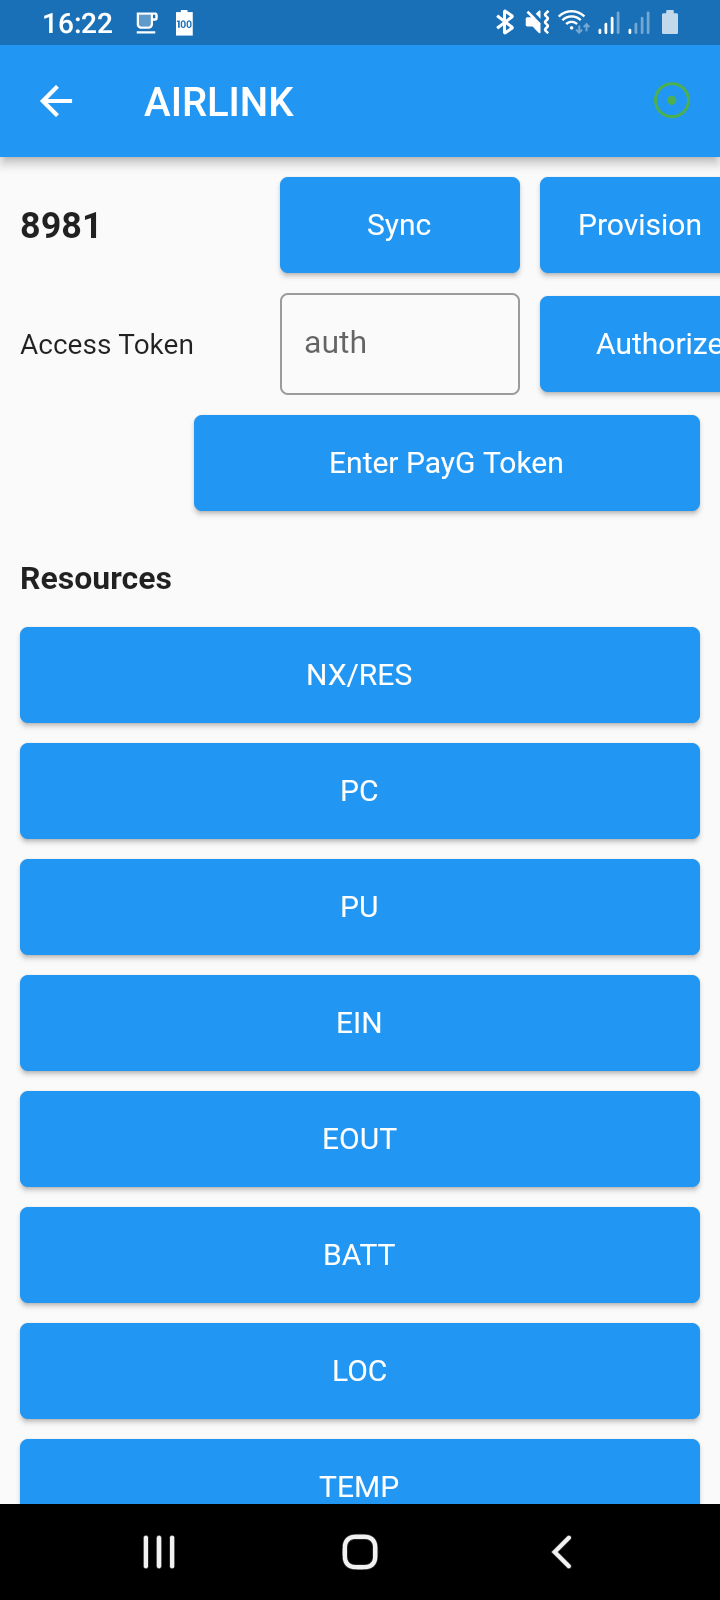 16:22 100
AIRLINK
8981 Sync Provision
Access Token auth Authorize
Enter PayG Token
Resources
NX/RES
PC
PU
EIN
EOUT
BATT
LOC
TEMP